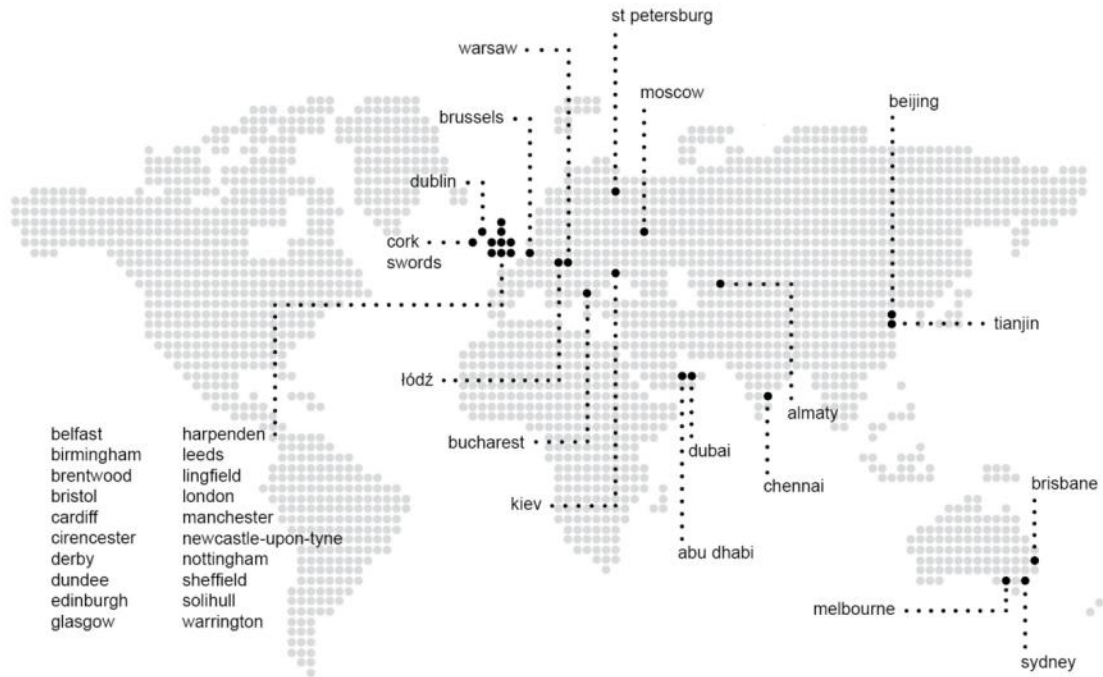 st petersburg
warsaw
moscow
beijing
brussels
dublin
cork
swords
tianjin
łódź
almaty
bucharest
dubai
chennai
brisbane
kiev
abu dhabi
melbourne
sydney
belfast
birmingham
brentwood
bristol
cardiff
cirencester
derby
dundee
edinburgh
glasgow
harpenden
leeds
lingfield
london
manchester
newcastle-upon-tyne
nottingham
sheffield
solihull
warrington